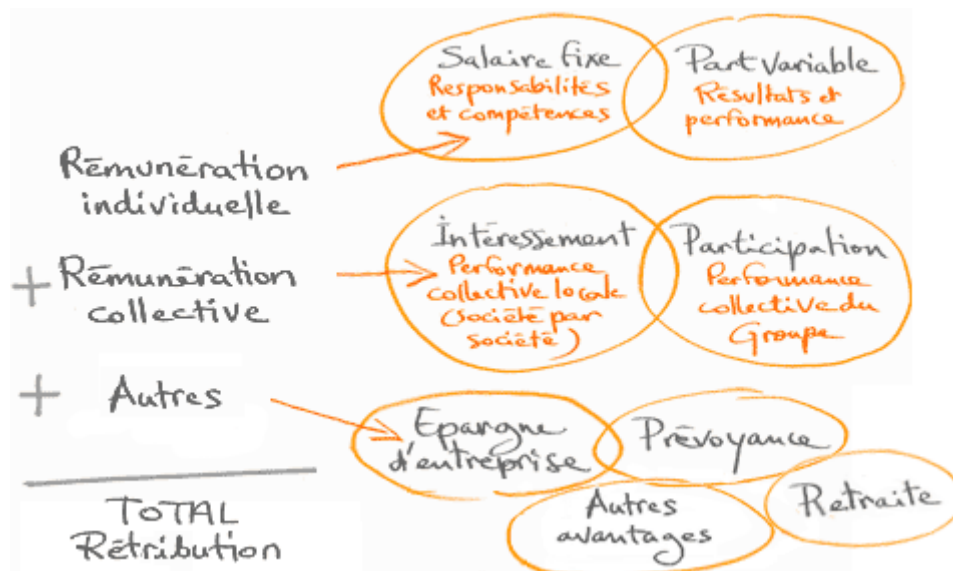 Salaire fixe
Responsabilités
et compétences
Part Variable
Résultats et
performance
Rémunération
individuelle
Intéressement
Performance
collective locale
(société par
société)
Participation
Performance
collective du
Groupe
+ Rémunération
collective
+ Autres
Epargne
d'entreprise
Prévoyance
Autres
avantages
Retraite
TOTAL
Rétribution